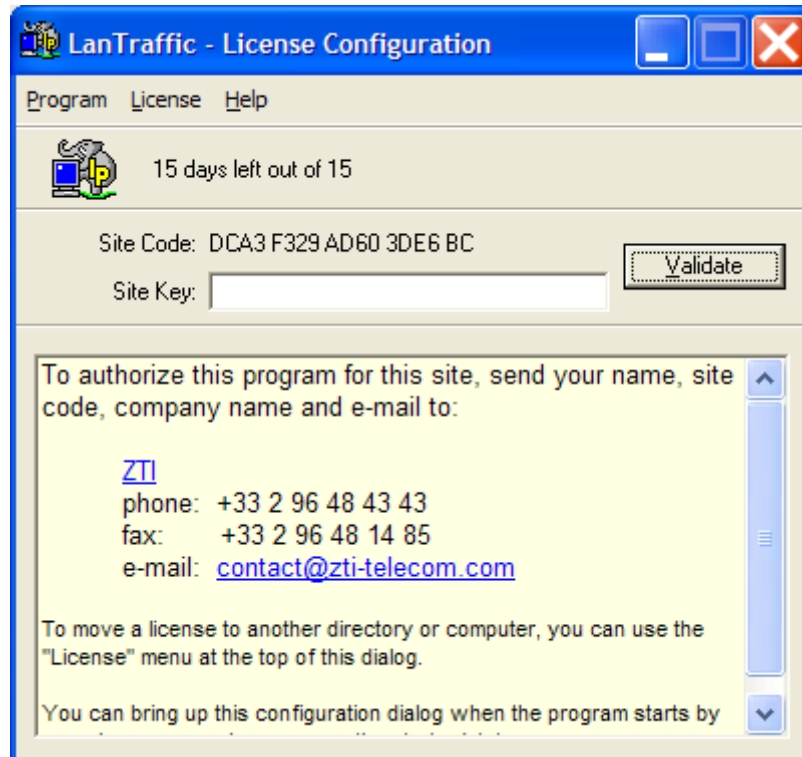 LanTraffic - License Configuration
Program License Help
15 days left out of 15
Site Code: DCA3 F329 AD60 3DE6 BC
Validate
Site Key:
To authorize this program for this site, send your name, site
code, company name and e-mail to:
ZTI
phone: +33 2 96 48 43 43
fax: +33 2 96 48 14 85
e-mail: contact@zti-telecom.com
To move a license to another directory or computer, you can use the
"License" menu at the top of this dialog.
You can bring up this configuration dialog when the program starts by